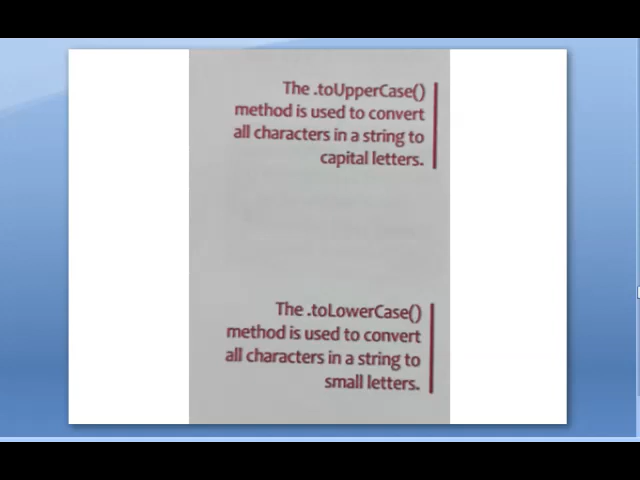 The .toUpperCase()
method is used to convert
all characters in a string to
capital letters.
The .toLowerCase()
method is used to convert
all characters in a string to
small letters.